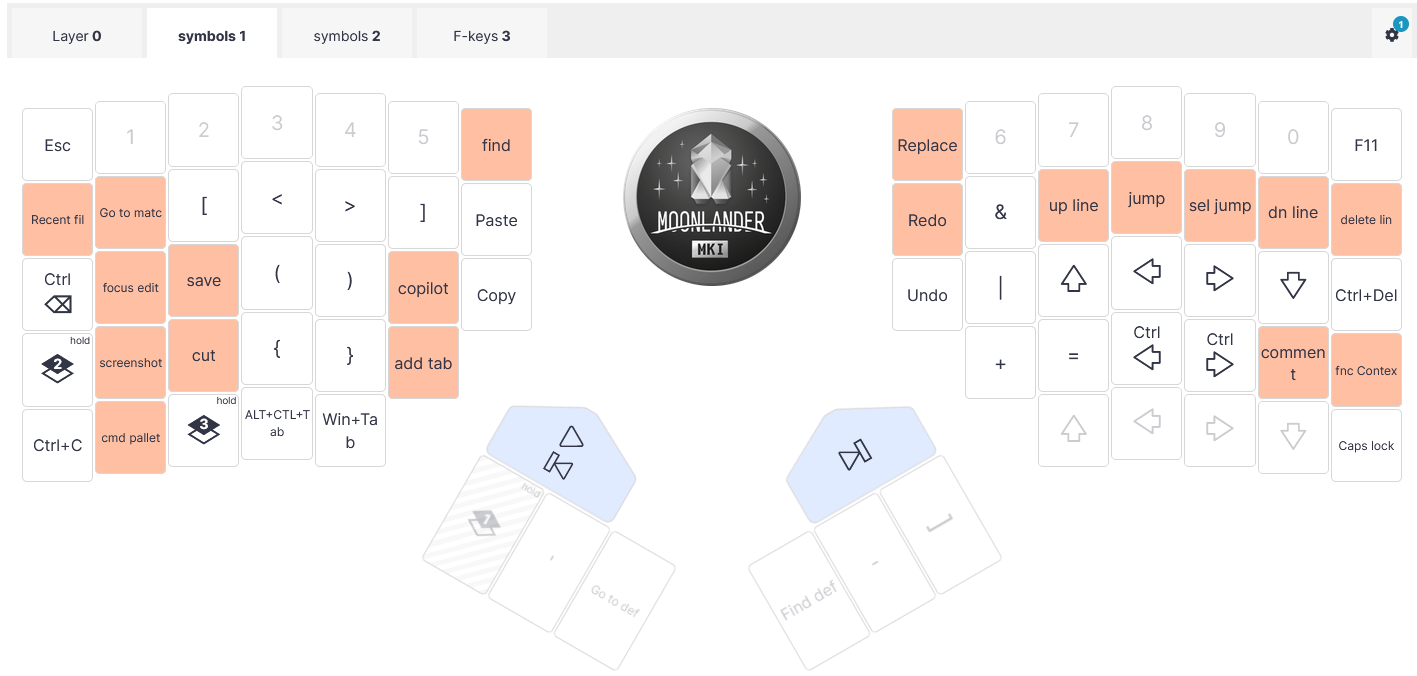 Layer 0
symbols 1
symbols 2
F-keys 3
1
Esc
1
2
3
4
5
find
Replace
6
7
8
9
0
F11
Recent fil
Go to matc
[
<
>
]
Paste
Redo
&
up line
jump
sel jump
dn line
delete lin
Ctrl
focus edit
save
(
)
copilot
Copy
Undo
|
Ctrl+Del
hold
2
screenshot
cut
{
}
add tab
+
=
Ctrl
Ctrl
commen
t
fnc Contex
Ctrl+C
cmd pallet
hold
3
ALT+CTL+T
ab
Win+Ta
b
Caps lock
MOONLANDER
MKI
hold
1
'
Go to def
Find def
-